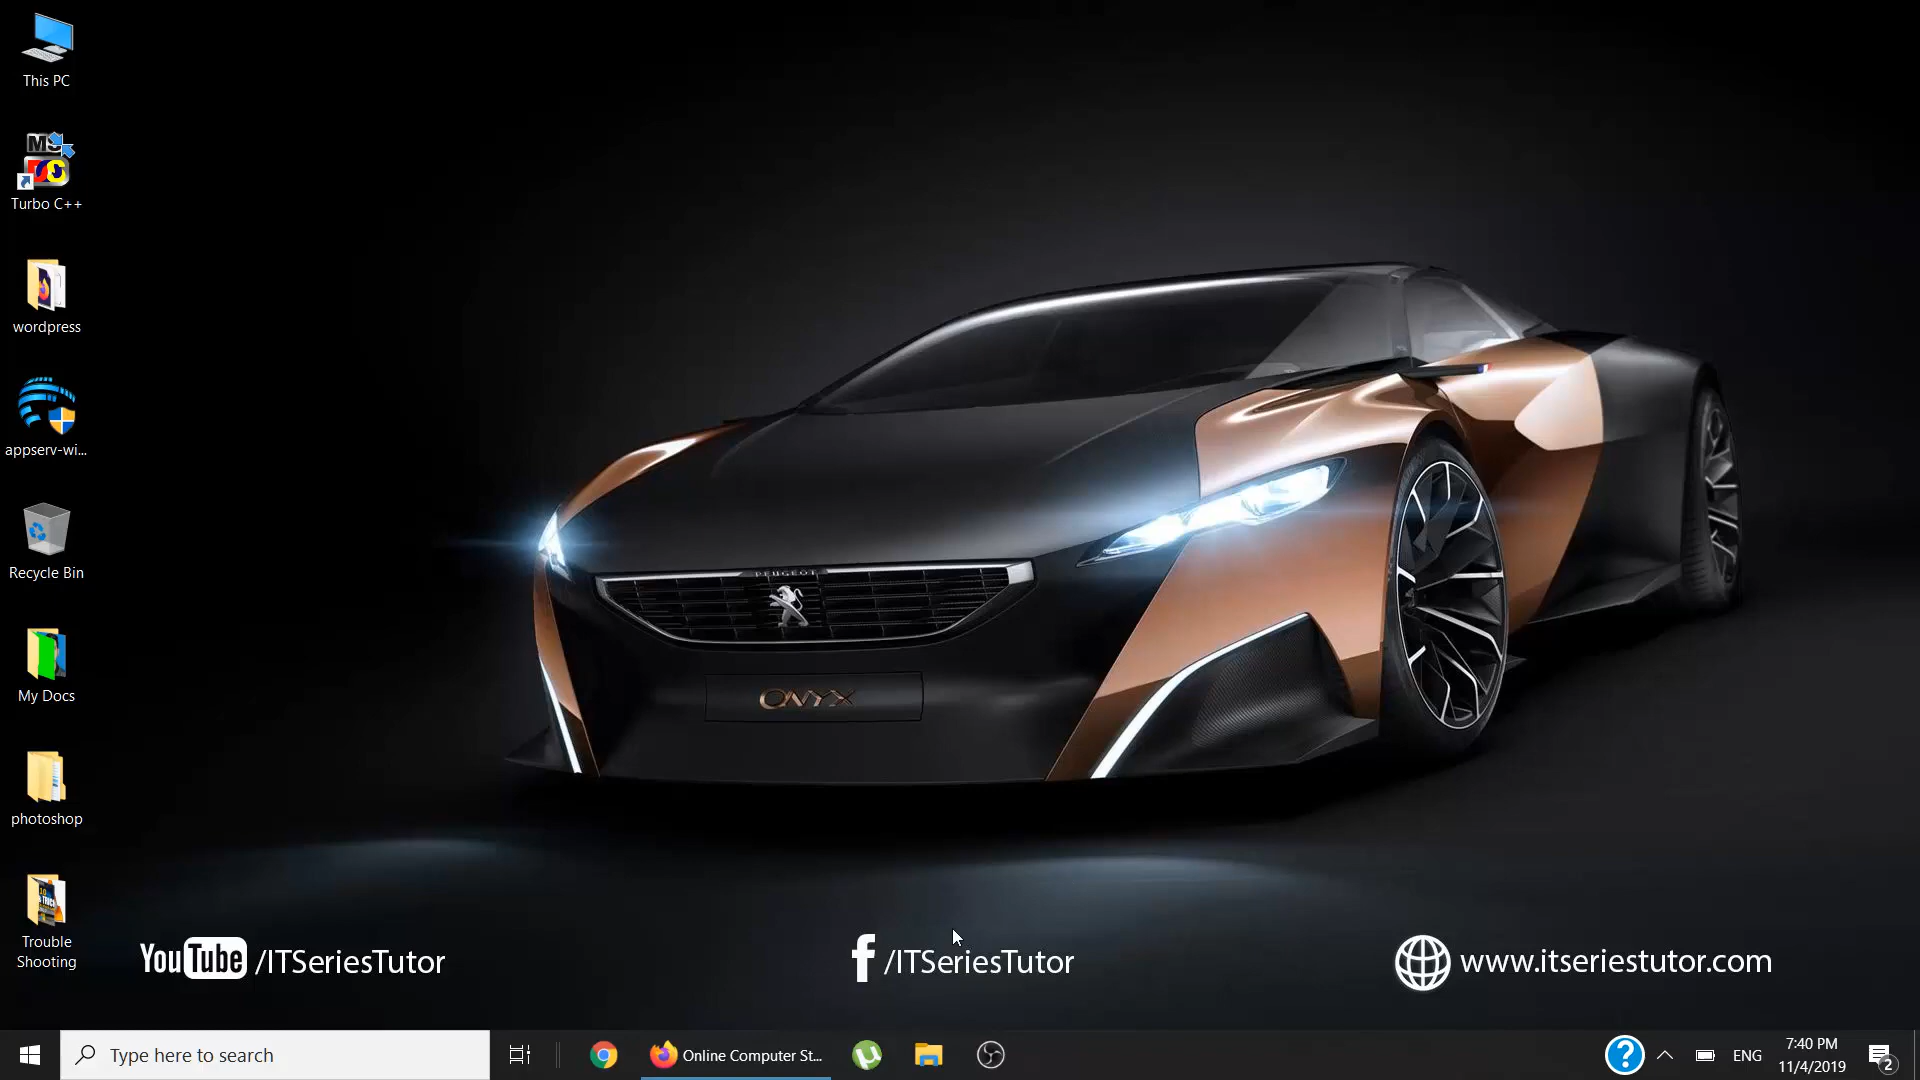 This PC
MS
Turbo C++
wordpress
appserv-wi...
Recycle Bin
My Docs
photoshop
Trouble
Shooting
PEUGEOT
ONYX
YouTube /ITSeriesTutor
f /ITSeriesTutor
www.itseriestutor.com
Type here to search
Online Computer St...
?
ENG
7:40 PM
11/4/2019
2